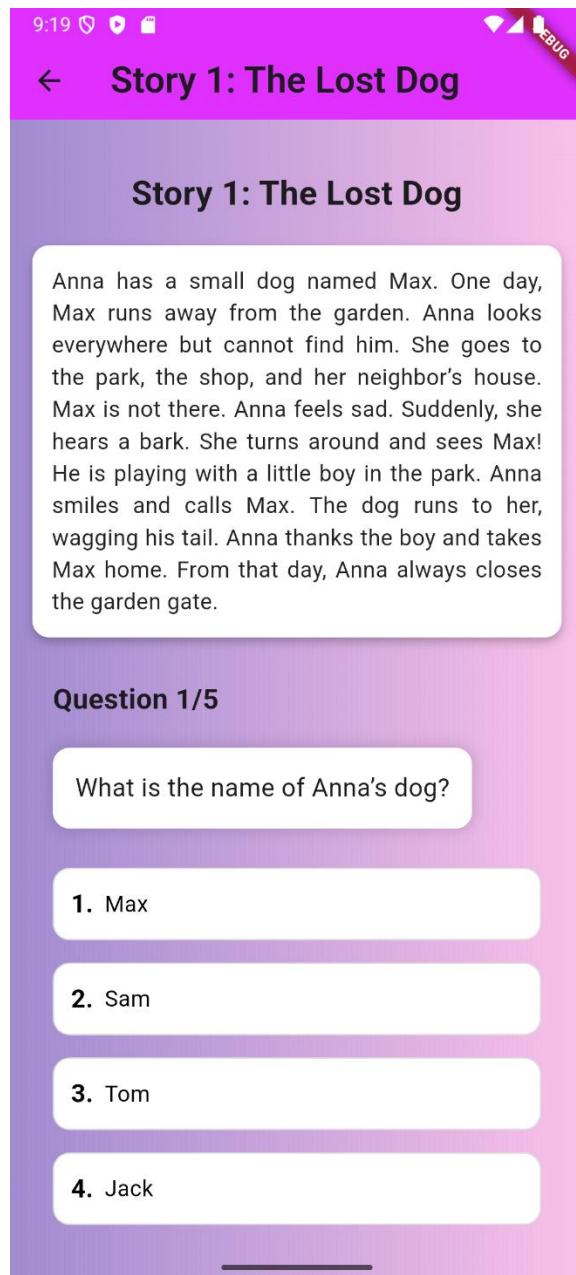 9:19
EBUG
Story 1: The Lost Dog
Story 1: The Lost Dog
Anna has a small dog named Max. One day,
Max runs away from the garden. Anna looks
everywhere but cannot find him. She goes to
the park, the shop, and her neighbor’s house.
Max is not there. Anna feels sad. Suddenly, she
hears a bark. She turns around and sees Max!
He is playing with a little boy in the park. Anna
smiles and calls Max. The dog runs to her,
wagging his tail. Anna thanks the boy and takes
Max home. From that day, Anna always closes
the garden gate.
Question 1/5
What is the name of Anna’s dog?
1. Max
2. Sam
3. Tom
4. Jack